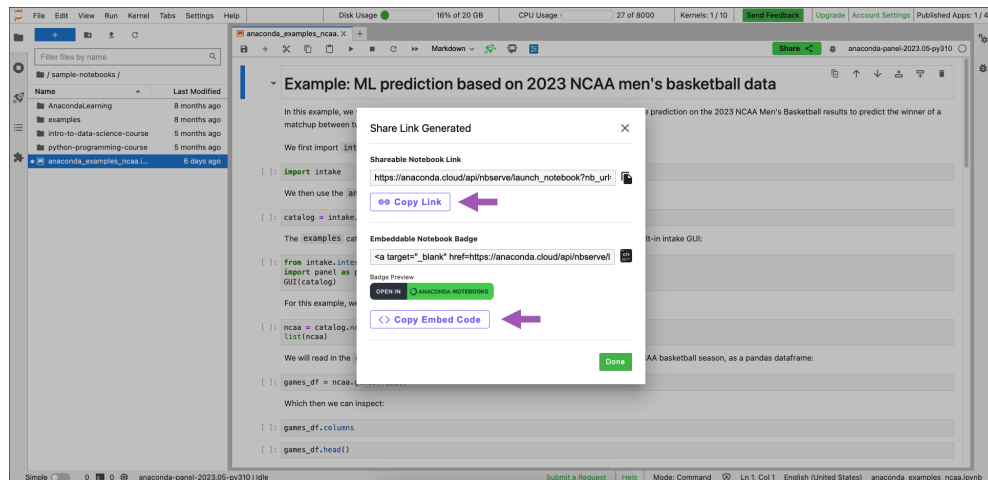 File Edit View Run Kernel Tabs Settings Help
Disk Usage 16% of 20 GB CPU Usage 27 of 8000 Kernels: 1 / 10 Send Feedback Upgrade Account Settings Published Apps: 1 / 4
anaconda_examples_ncaa. ×
Filter files by name
Markdown
Share
anaconda-panel-2023.05-py310
/ sample-notebooks /
Name Last Modified
AnacondaLearning 8 months ago
examples 8 months ago
intro-to-data-science-course 5 months ago
python-programming-course 5 months ago
anaconda_examples_ncaa.i... 6 days ago
Example: ML prediction based on 2023 NCAA men's basketball data
In this example, we
prediction on the 2023 NCAA Men's Basketball results to predict the winner of a
matchup between
We first import
[ ]: import intake
We then use the
[ ]: catalog = intake.
The examples
lt-in intake GUI:
[ ]: from
import panel as
GUI(catalog)
For this example, we
[ ]: ncaa =
list(ncaa)
We will read in the
basketball season, as a pandas dataframe:
[ ]: games_df =
Which then we can inspect:
[ ]: games_df.columns
[ ]: games_df.head()
Share Link Generated
Shareable Notebook Link
https://anaconda.cloud/api/nbserve/launch_notebook?nb_url=
Copy Link
Embeddable Notebook Badge
<a target="_blank" href=https://anaconda.cloud/api/nbserve/l
Badge Preview
OPEN IN ANACONDA NOTEBOOKS
<> Copy Embed Code
Done
Simple 0 0 anaconda-panel-2023.05-py310 | Idle
Submit a Request Help Mode: Command Ln 1, Col 1 English (United States) anaconda_examples_ncaa.ipynb